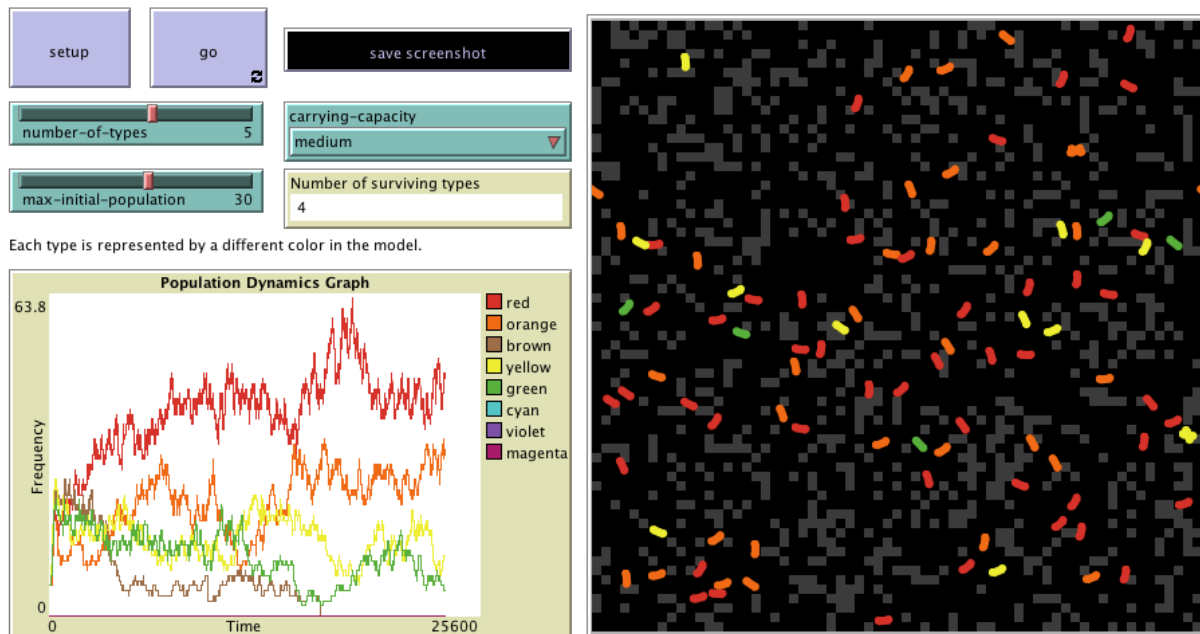 setup
go
save screenshot
number-of-types 5
carrying-capacity
medium
max-initial-population 30
Number of surviving types
4
Each type is represented by a different color in the model.
Population Dynamics Graph
63.8
Frequency
0
0
Time
25600
red
orange
brown
yellow
green
cyan
violet
magenta